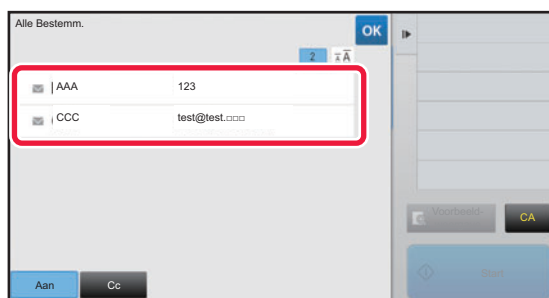 Alle Bestemm.
OK
2 A A
AAA 123
CCC test@test.□□□
Voorbeeld-
CA
Start
Aan Cc